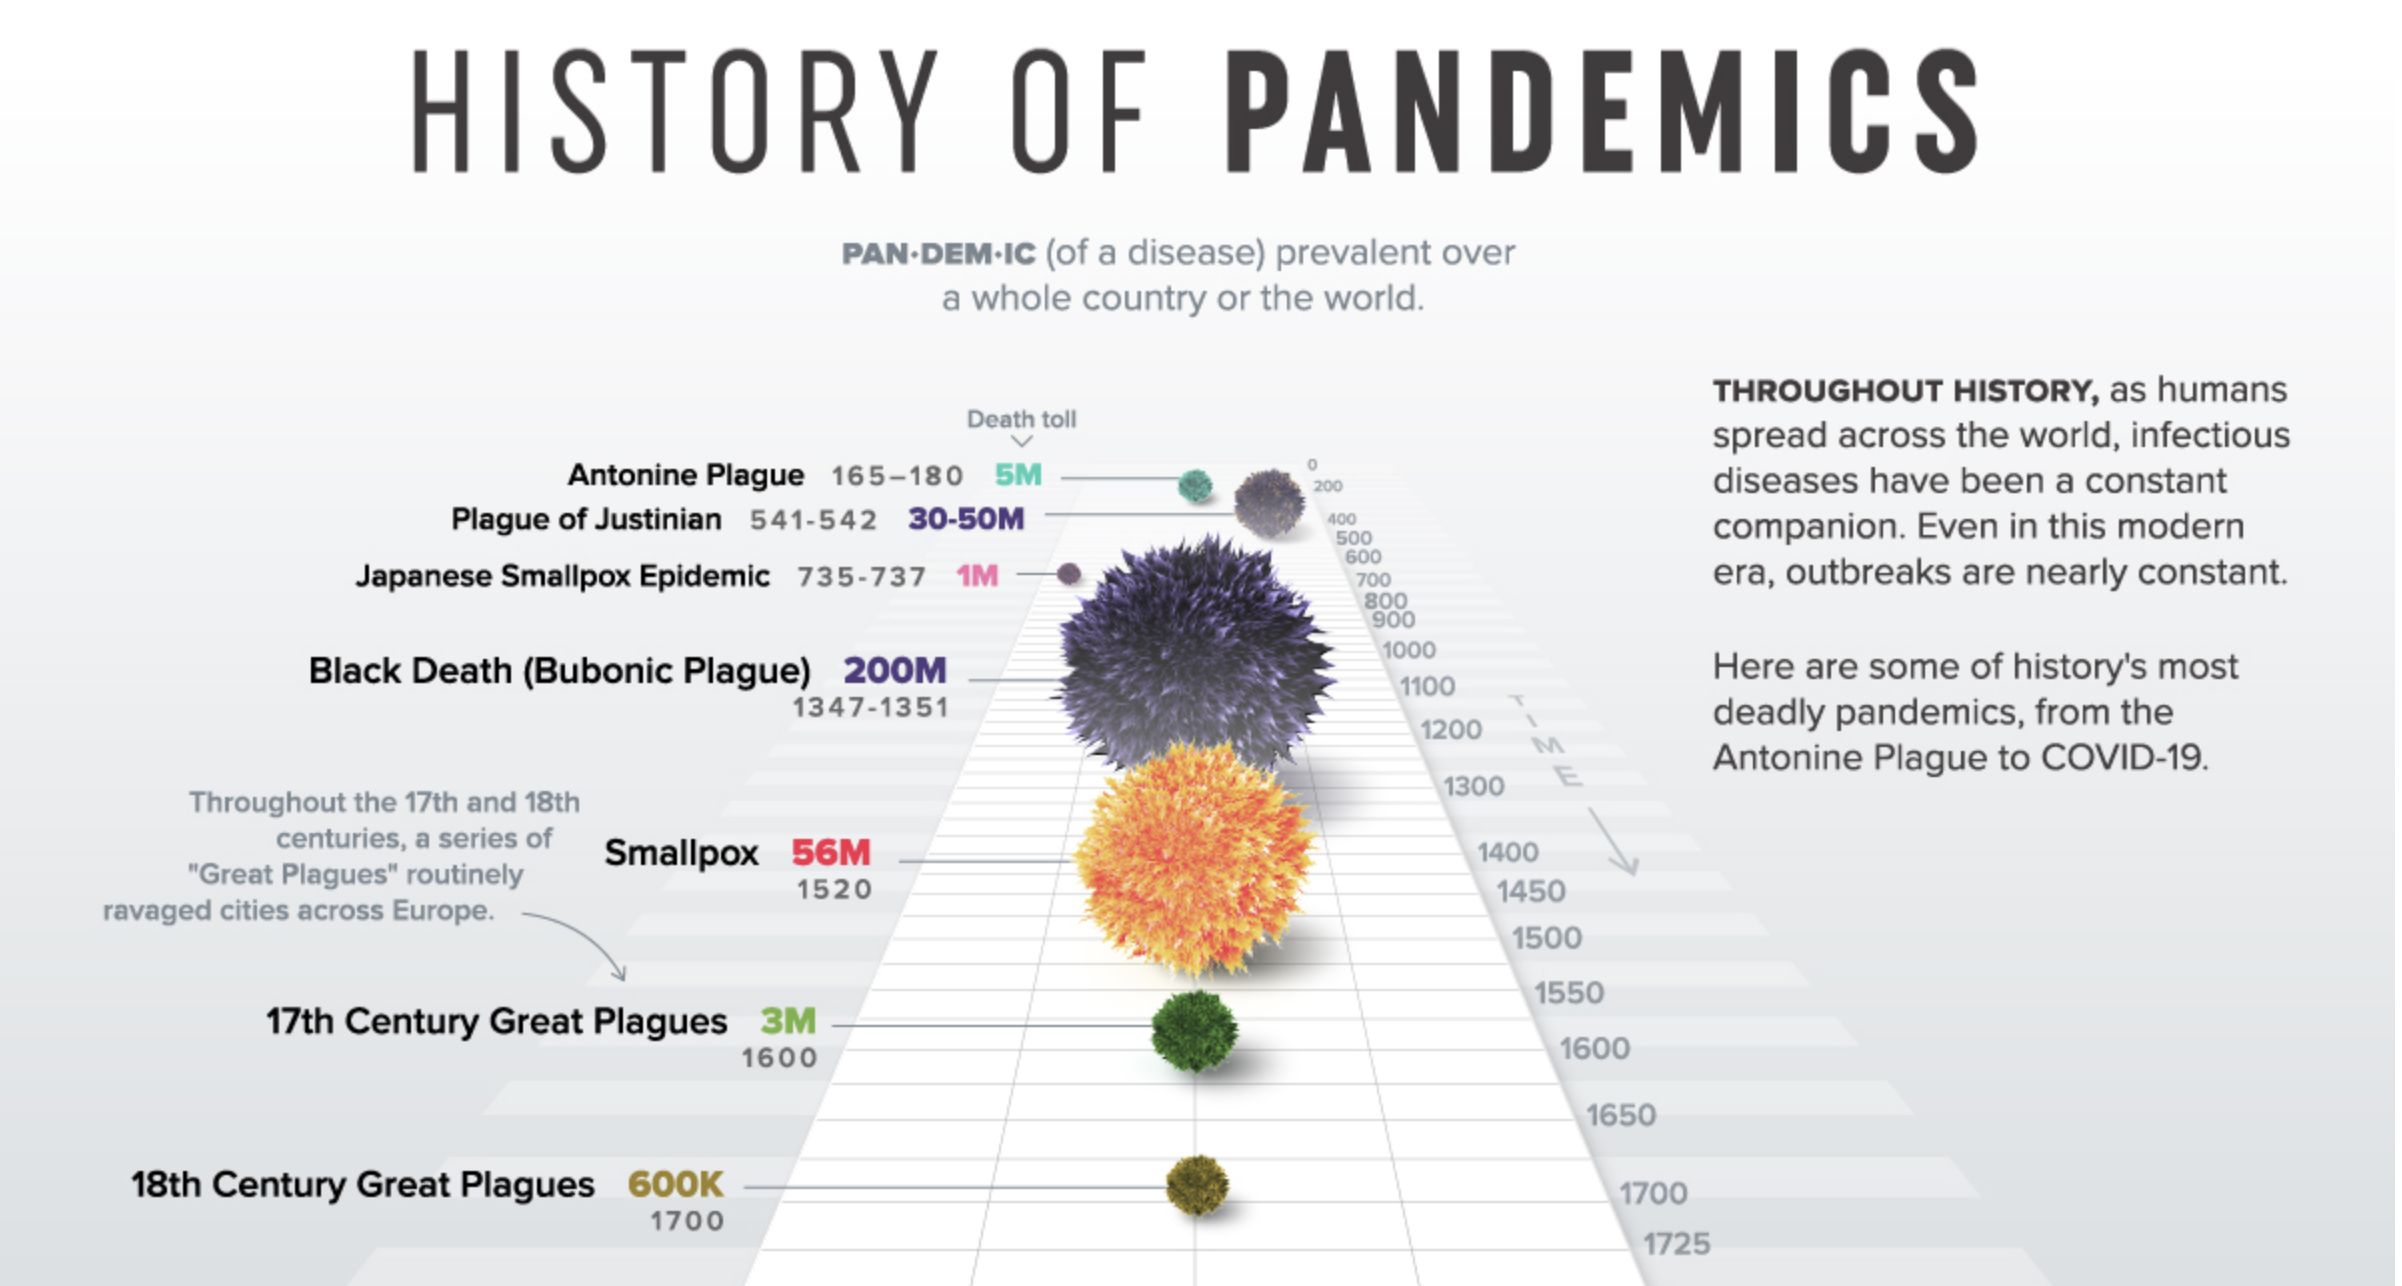 HISTORY OF PANDEMICS
PAN•DEM•IC (of a disease) prevalent over
a whole country or the world.
THROUGHOUT HISTORY, as humans
spread across the world, infectious
diseases have been a constant
companion. Even in this modern
era, outbreaks are nearly constant.
Here are some of history's most
deadly pandemics, from the
Antonine Plague to COVID-19.
Death toll
Antonine Plague 165–180 5M
Plague of Justinian 541-542 30-50M
Japanese Smallpox Epidemic 735-737 1M
Black Death (Bubonic Plague) 200M
1347-1351
Smallpox 56M
1520
Throughout the 17th and 18th
centuries, a series of
"Great Plagues" routinely
ravaged cities across Europe.
17th Century Great Plagues 3M
1600
18th Century Great Plagues 600K
1700
0
200
400
500
600
700
800
900
1000
1100
1200
1300
1400
1450
1500
1550
1600
1650
1700
1725
TIME